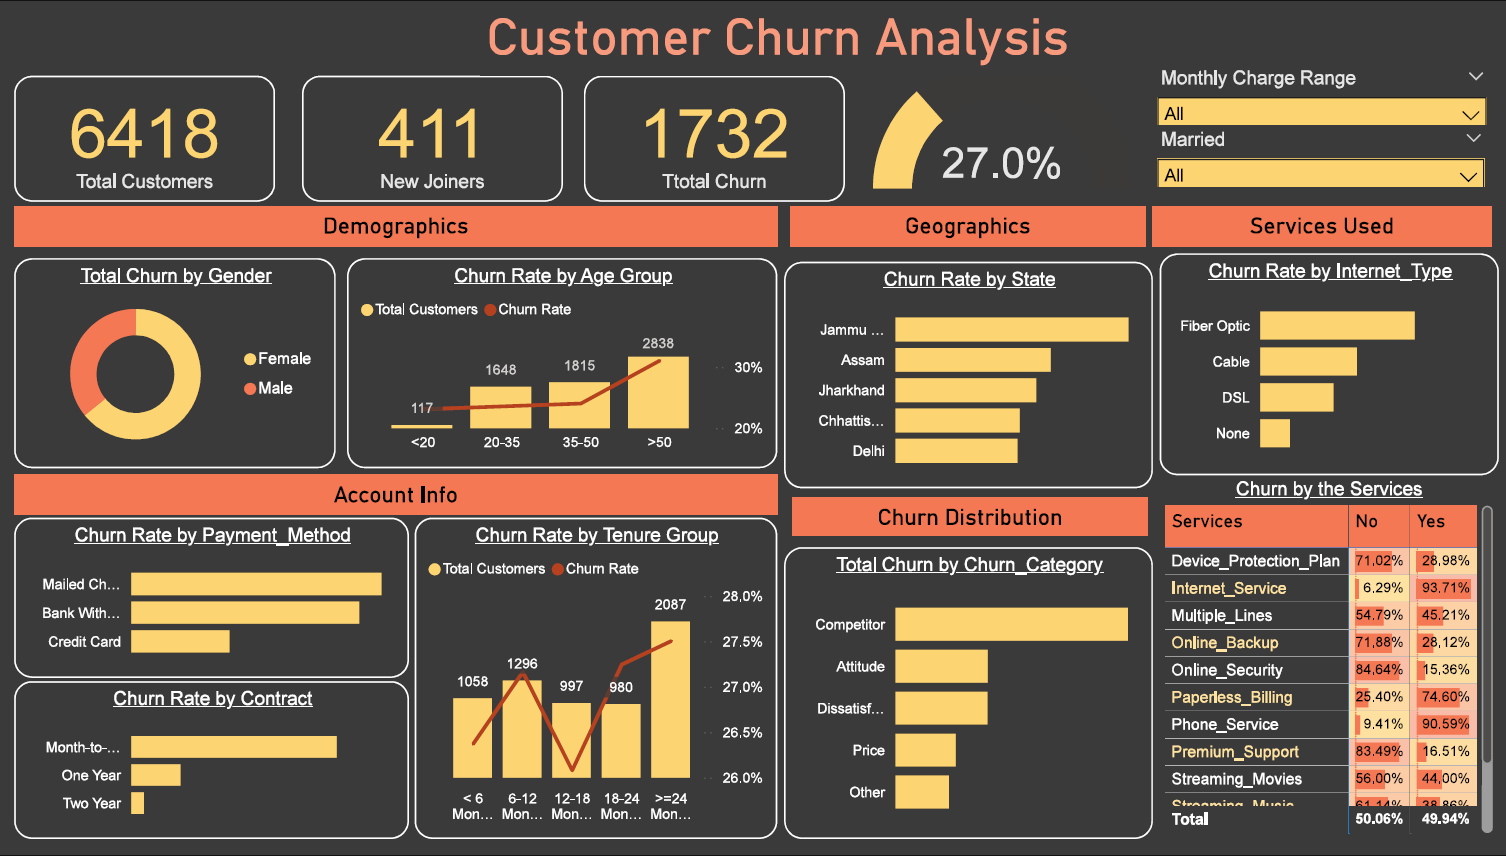 Customer Churn Analysis
6418
Total Customers
411
New Joiners
1732
Ttotal Churn
27.0%
Monthly Charge Range
All
Married
All
Demographics
Geographics
Services Used
Total Churn by Gender
Female
Male
Churn Rate by Age Group
Total Customers Churn Rate
117
1648
1815
2838
30%
20%
<20 20-35 35-50 >50
Churn Rate by State
Jammu ...
Assam
Jharkhand
Chhattis...
Delhi
Churn Rate by Internet_Type
Fiber Optic
Cable
DSL
None
Account Info
Churn Rate by Payment_Method
Mailed Ch...
Bank With...
Credit Card
Churn Rate by Contract
Month-to-...
One Year
Two Year
Churn Rate by Tenure Group
Total Customers Churn Rate
1058
1296
997
980
2087
28,0%
27.5%
27,0%
26.5%
26.0%
< 6 Mon...
6-12 Mon...
12-18 Mon...
18-24 Mon...
>=24 Mon...
Churn Distribution
Total Churn by Churn_Category
Competitor
Attitude
Dissatisf...
Price
Other
Churn by the Services
Services No Yes
Device_Protection_Plan 71,02% 28,98%
Internet_Service 6.29% 93.71%
Multiple_Lines 54.79% 45.21%
Online_Backup 71,88% 28,12%
Online_Security 84,64% 15,36%
Paperless_Billing 25.40% 74.60%
Phone_Service 9.41% 90.59%
Premium_Support 83.49% 16.51%
Streaming_Movies 56,00% 44,00%
Streaming_Music 61,14% 38,86%
Total 50.06% 49.94%